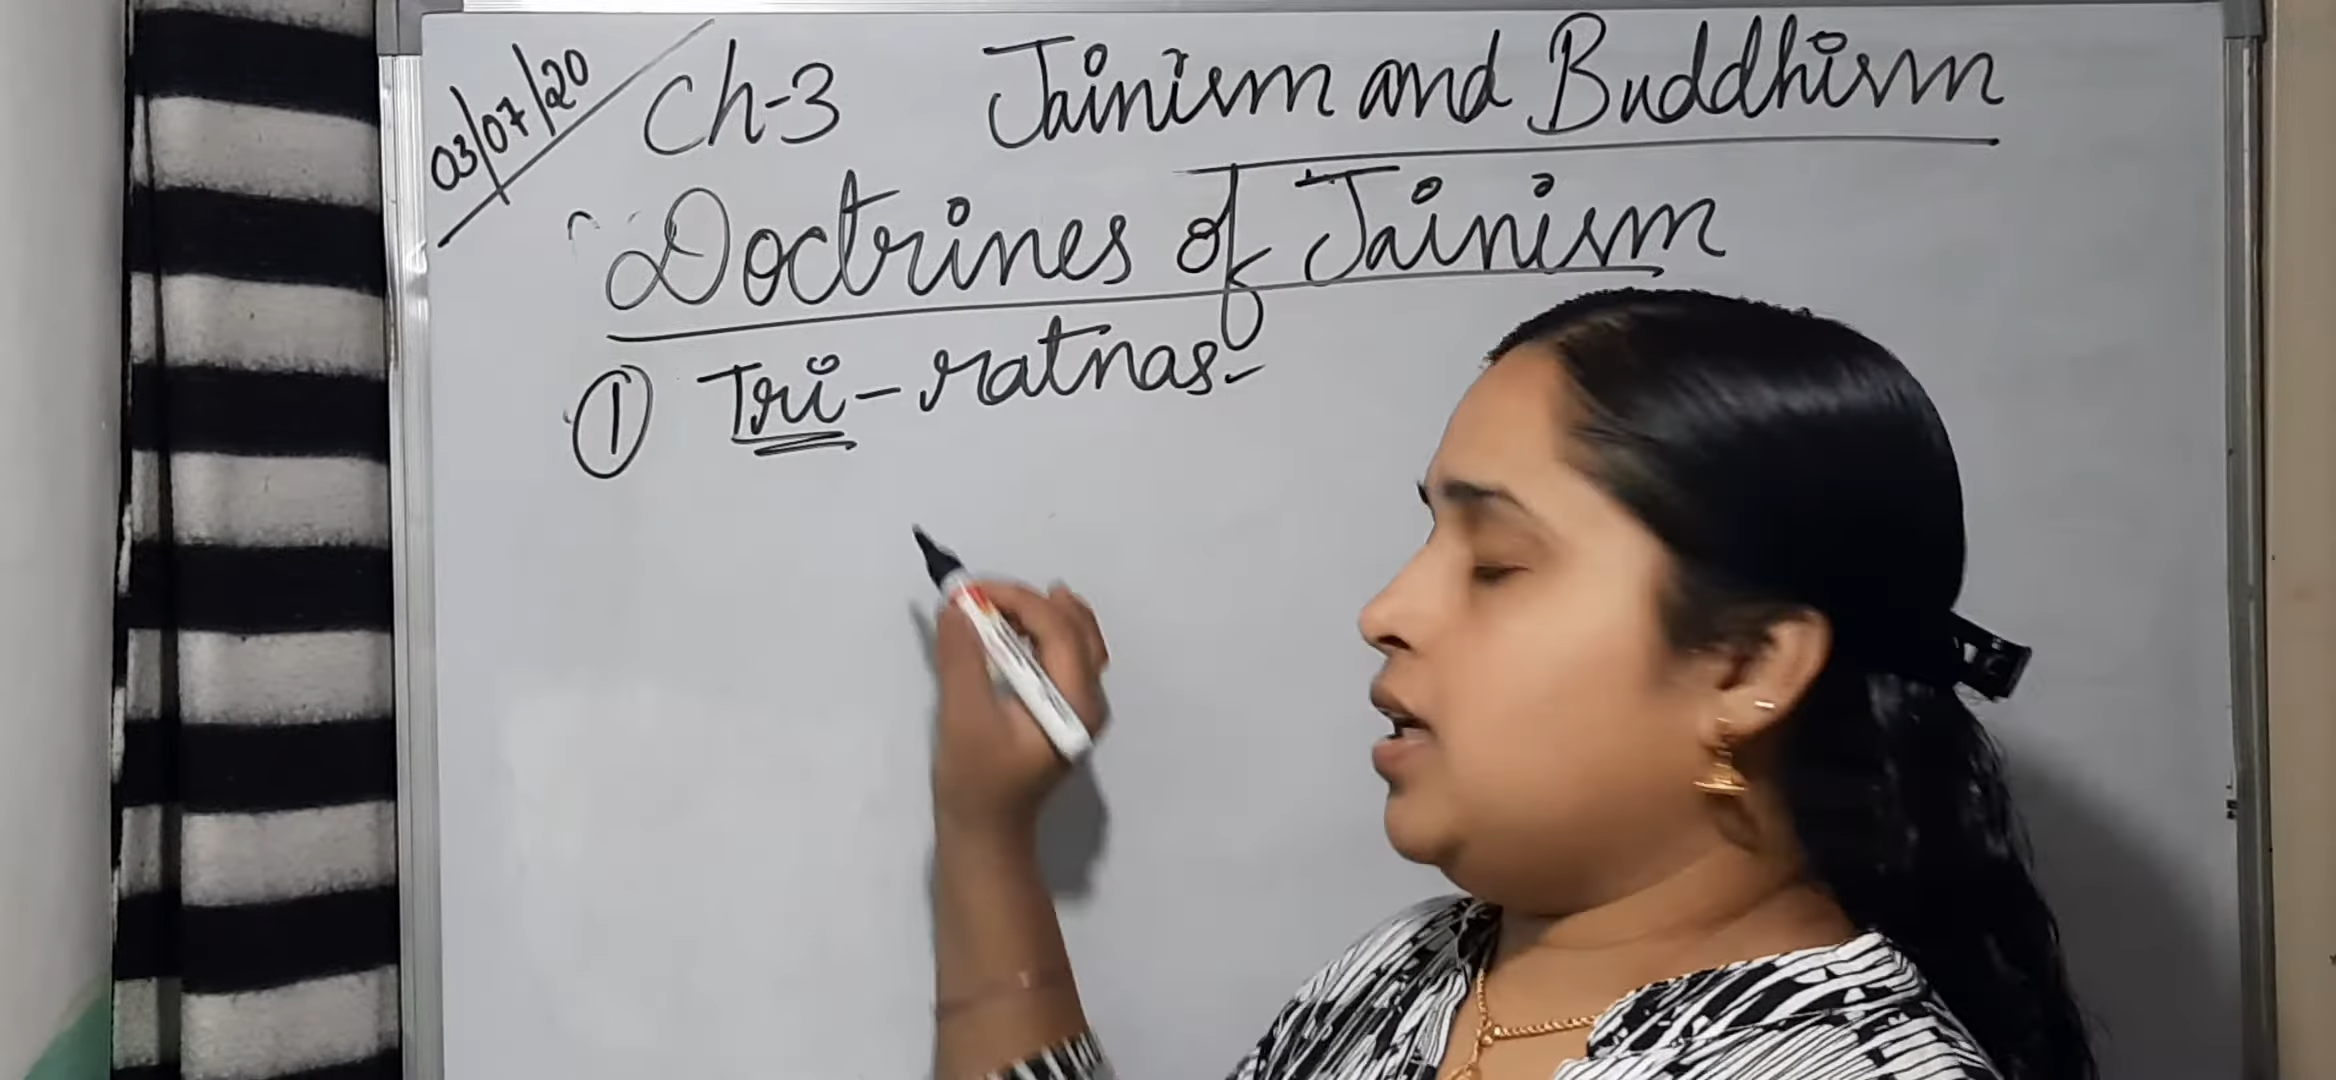 03/07/20
Ch-3 Jainism and Buddhism
Doctrines of Jainism
① Tri-ratnas-